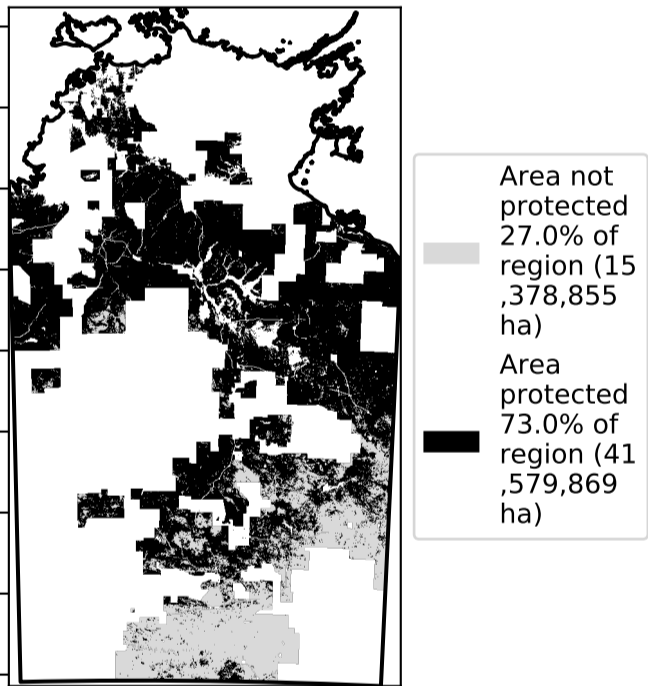 Area not
protected
27.0% of
region (15
,378,855
ha)
Area
protected
73.0% of
region (41
,579,869
ha)